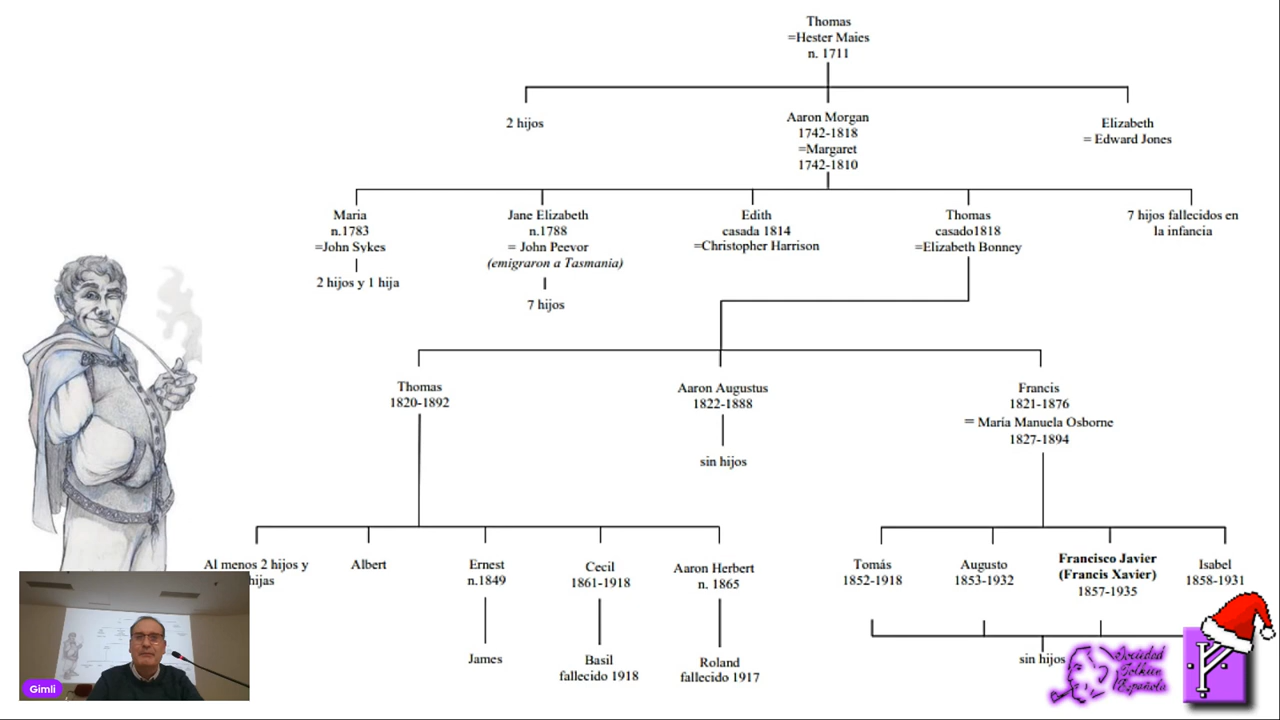 Thomas
=Hester Maies
n. 1711
2 hijos
Aaron Morgan
1742-1818
=Margaret
1742-1810
Elizabeth
= Edward Jones
Maria
n.1783
=John Sykes
2 hijos y 1 hija
Jane Elizabeth
n.1788
= John Peevor
(emigraron a Tasmania)
7 hijos
Edith
casada 1814
=Christopher Harrison
Thomas
casado1818
=Elizabeth Bonney
7 hijos fallecidos en
la infancia
Thomas
1820-1892
Aaron Augustus
1822-1888
sin hijos
Francis
1821-1876
= María Manuela Osborne
1827-1894
Al menos 2 hijos y
hijas
Albert
Ernest
n.1849
James
Cecil
1861-1918
Basil
fallecido 1918
Aaron Herbert
n. 1865
Roland
fallecido 1917
Tomás
1852-1918
Augusto
1853-1932
Francisco Javier
(Francis Xavier)
1857-1935
Isabel
1858-1931
sin hijos
Gimli
Sociedad
Tolkien
Española